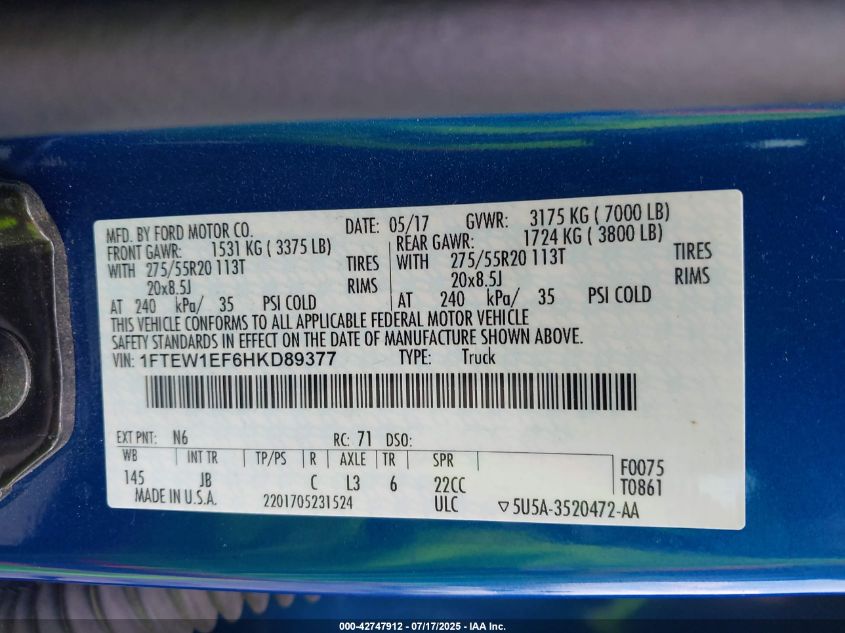 MFD. BY FORD MOTOR CO. DATE: 05/17 GVWR: 3175 KG ( 7000 LB)
FRONT GAWR: 1531 KG ( 3375 LB) REAR GAWR: 1724 KG ( 3800 LB)
WITH 275/55R20 113T TIRES WITH 275/55R20 113T TIRES
20x8.5J RIMS 20x8.5J RIMS
AT 240 kPa/ 35 PSI COLD AT 240 kPa/ 35 PSI COLD
THIS VEHICLE CONFORMS TO ALL APPLICABLE FEDERAL MOTOR VEHICLE
SAFETY STANDARDS IN EFFECT ON THE DATE OF MANUFACTURE SHOWN ABOVE.
VIN: 1FTEW1EF6HKD89377 TYPE: Truck
EXT PNT: N6 RC: 71 DSO:
WB INT TR TP/PS R AXLE TR SPR
145 JB C L3 6 22CC
F0075
T0861
MADE IN U.S.A. 2201705231524 ULC ▽5U5A-3520472-AA
000-42747912 - 07/17/2025 - IAA Inc.